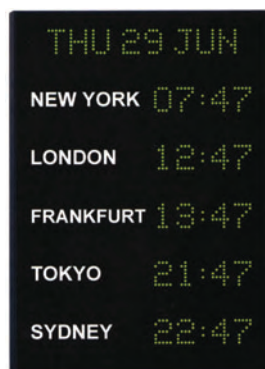 THU 29 JUN
NEW YORK 07:47
LONDON 12:47
FRANKFURT 13:47
TOKYO 21:47
SYDNEY 22:47